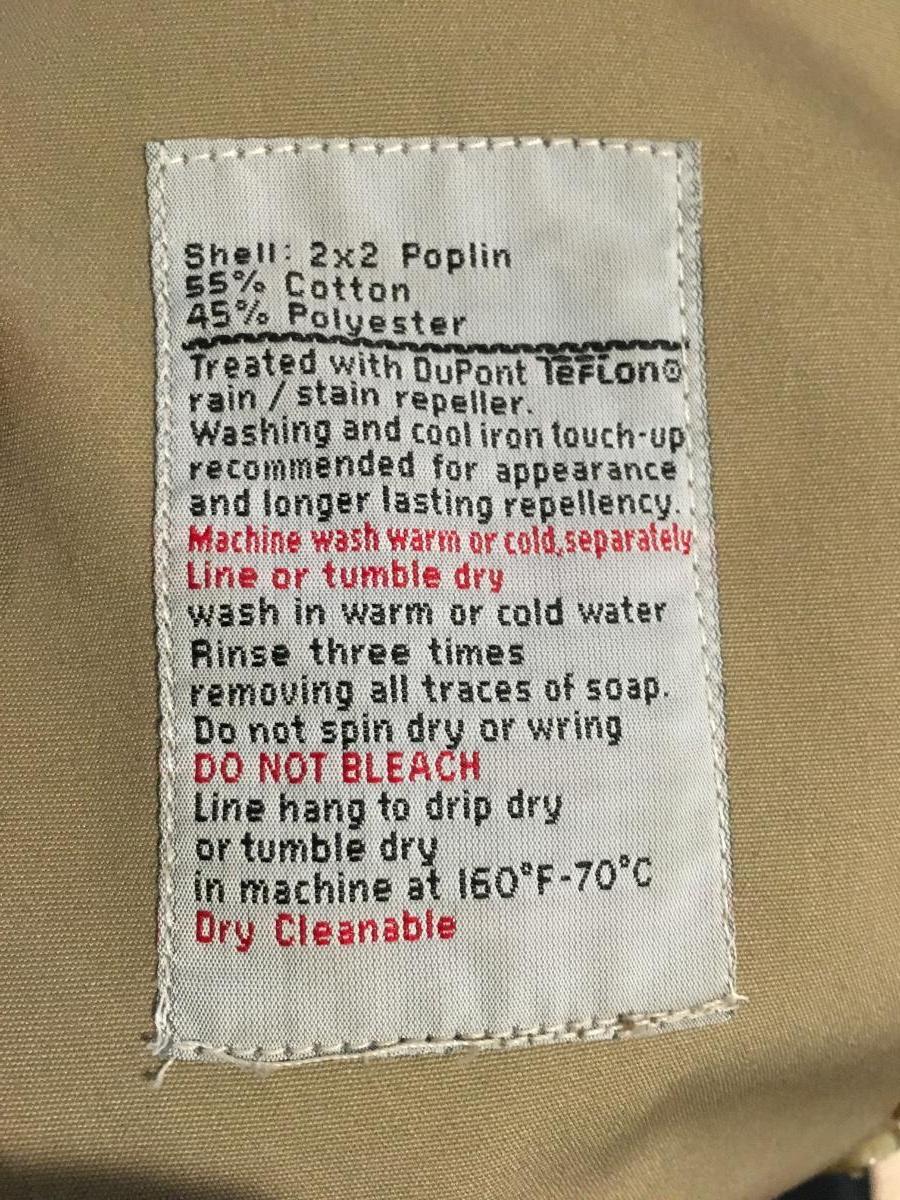 Shell: 2x2 Poplin
55% Cotton
45% Polyester
Treated with DuPont TEFLON®
rain / stain repeller.
Washing and cool iron touch-up
recommended for appearance
and longer lasting repellency.
Machine wash warm or cold,separately
Line or tumble dry
wash in warm or cold water
Rinse three times
removing all traces of soap.
Do not spin dry or wring
DO NOT BLEACH
Line hang to drip dry
or tumble dry
in machine at 160°F-70°C
Dry Cleanable